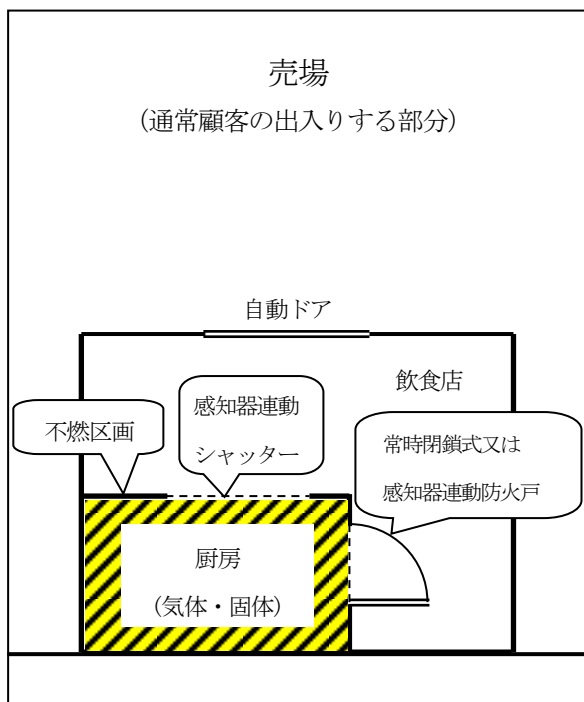 売場
(通常顧客の出入りする部分)
自動ドア
飲食店
感知器連動
シャッター
不燃区画
常時閉鎖式又は
感知器連動防火戸
厨房
(気体・固体)